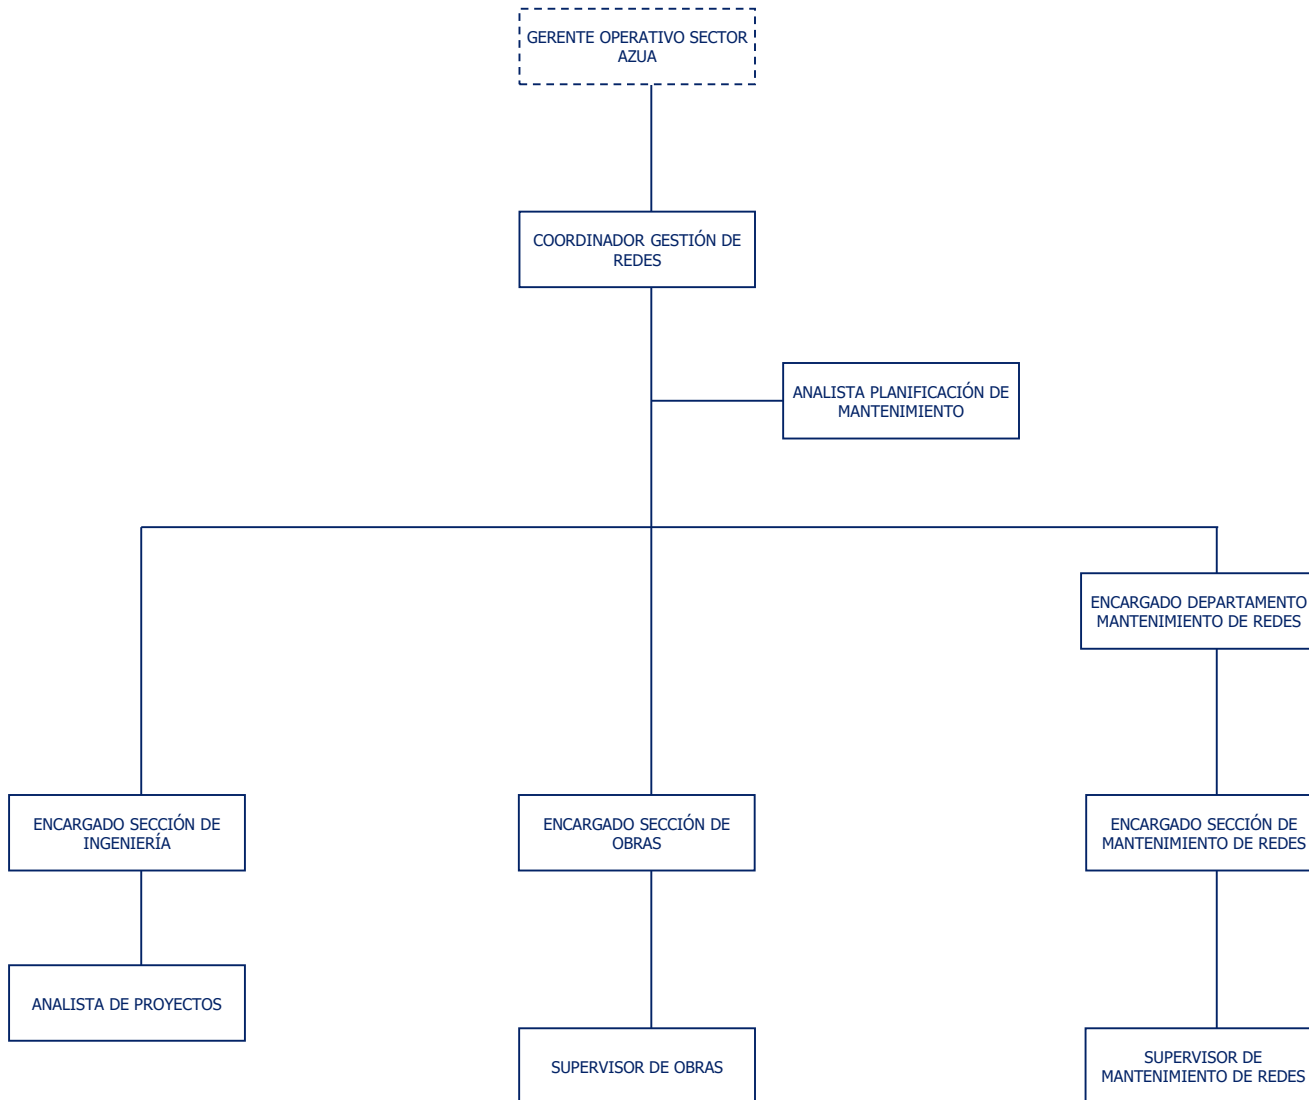 GERENTE OPERATIVO SECTOR
AZUA
COORDINADOR GESTIÓN DE
REDES
ANALISTA PLANIFICACIÓN DE
MANTENIMIENTO
ENCARGADO DEPARTAMENTO
MANTENIMIENTO DE REDES
ENCARGADO SECCIÓN DE
INGENIERÍA
ENCARGADO SECCIÓN DE
OBRAS
ENCARGADO SECCIÓN DE
MANTENIMIENTO DE REDES
ANALISTA DE PROYECTOS
SUPERVISOR DE OBRAS
SUPERVISOR DE
MANTENIMIENTO DE REDES